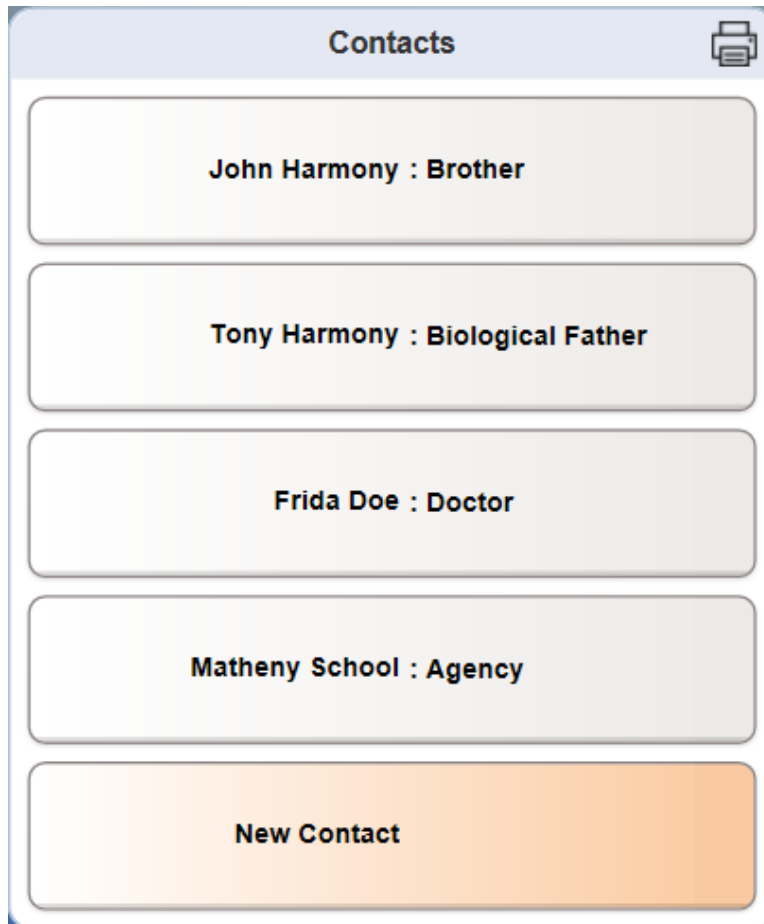 Contacts
John Harmony : Brother
Tony Harmony : Biological Father
Frida Doe : Doctor
Matheny School : Agency
New Contact